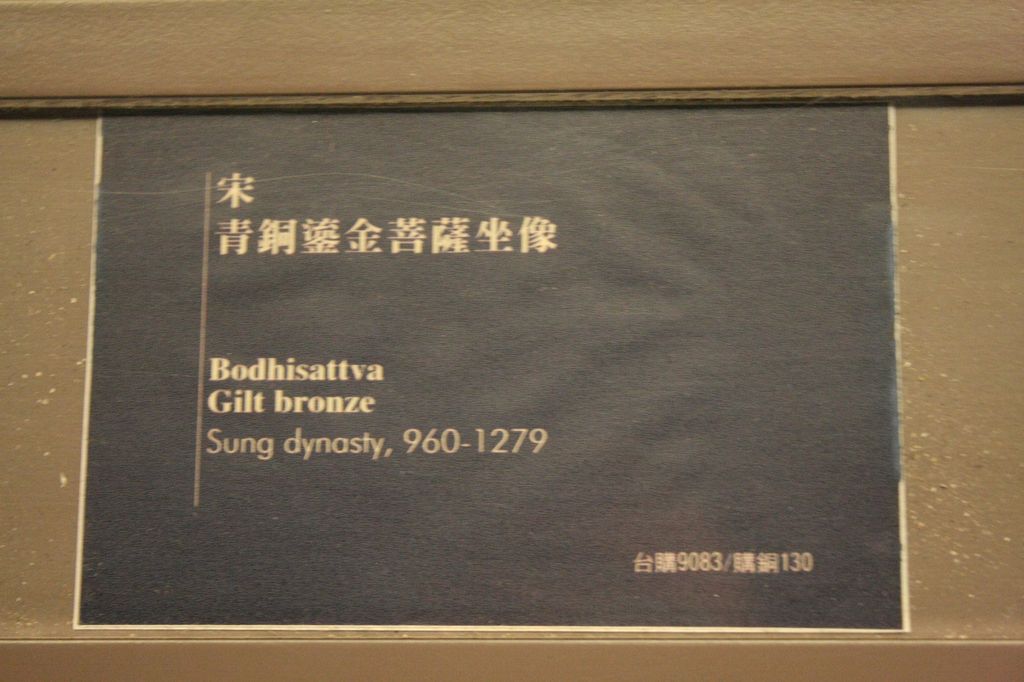 宋
青銅鎏金菩薩坐像
Bodhisattva
Gilt bronze
Sung dynasty, 960-1279
台購9083/購銅130